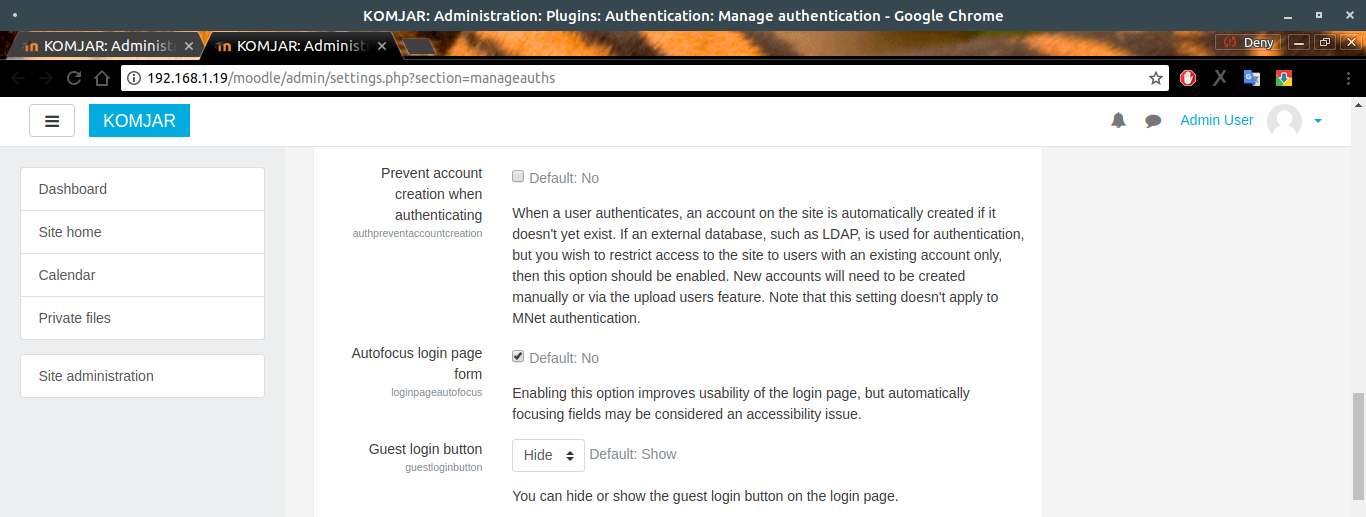 KOMJAR: Administration: Plugins: Authentication: Manage authentication - Google Chrome
KOMJAR: Administ
KOMJAR: Administ
Deny
192.168.1.19/moodle/admin/settings.php?section=manageauths
KOMJAR
Admin User
Dashboard
Site home
Calendar
Private files
Site administration
Prevent account
creation when
authenticating
authpreventaccountcreation
Default: No
When a user authenticates, an account on the site is automatically created if it
doesn't yet exist. If an external database, such as LDAP, is used for authentication,
but you wish to restrict access to the site to users with an existing account only,
then this option should be enabled. New accounts will need to be created
manually or via the upload users feature. Note that this setting doesn't apply to
MNet authentication.
Autofocus login page
form
loginpageautofocus
Default: No
Enabling this option improves usability of the login page, but automatically
focusing fields may be considered an accessibility issue.
Guest login button
guestloginbutton
Hide
Default: Show
You can hide or show the guest login button on the login page.